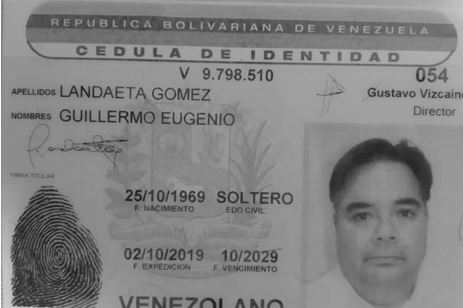 REPUBLICA BOLIVARIANA DE VENEZUELA
CEDULA DE IDENTIDAD
V 9.798.510
054
APELLIDOS LANDAETA GOMEZ
Gustavo Vizcaino
Director
NOMBRES GUILLERMO EUGENIO
FIRMA TITULAR
25/10/1969 SOLTERO
F. NACIMIENTO EDO CIVIL
02/10/2019 10/2029
F. EXPEDICION F. VENCIMIENTO
VENEZOLANO